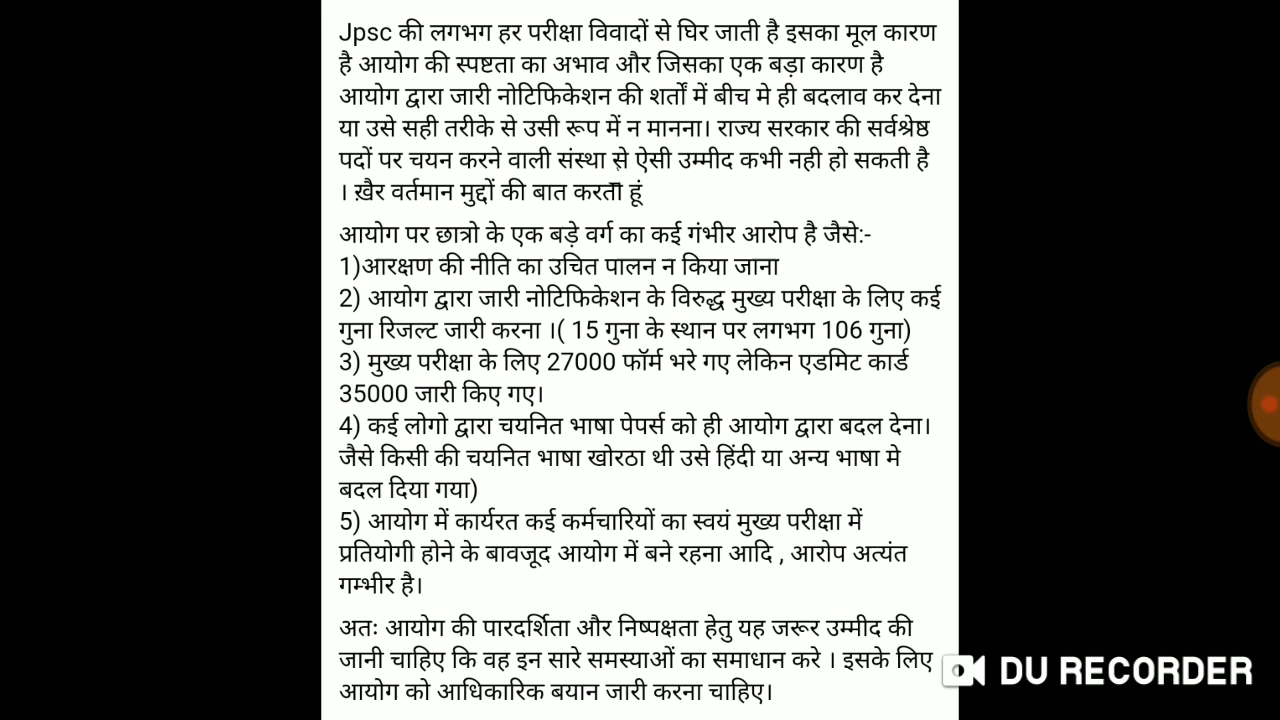 Jpsc की लगभग हर परीक्षा विवादों से घिर जाती है इसका मूल कारण
है आयोग की स्पष्टता का अभाव और जिसका एक बड़ा कारण है
आयोग द्वारा जारी नोटिफिकेशन की शर्तों में बीच मे ही बदलाव कर देना
या उसे सही तरीके से उसी रूप में न मानना। राज्य सरकार की सर्वश्रेष्ठ
पदों पर चयन करने वाली संस्था से ऐसी उम्मीद कभी नही हो सकती है
। ख़ैर वर्तमान मुद्दों की बात करता हूं
आयोग पर छात्रो के एक बड़े वर्ग का कई गंभीर आरोप है जैसे:-
1)आरक्षण की नीति का उचित पालन न किया जाना
2) आयोग द्वारा जारी नोटिफिकेशन के विरुद्ध मुख्य परीक्षा के लिए कई
गुना रिजल्ट जारी करना ।( 15 गुना के स्थान पर लगभग 106 गुना)
3) मुख्य परीक्षा के लिए 27000 फॉर्म भरे गए लेकिन एडमिट कार्ड
35000 जारी किए गए।
4) कई लोगो द्वारा चयनित भाषा पेपर्स को ही आयोग द्वारा बदल देना।
जैसे किसी की चयनित भाषा खोरठा थी उसे हिंदी या अन्य भाषा मे
बदल दिया गया)
5) आयोग में कार्यरत कई कर्मचारियों का स्वयं मुख्य परीक्षा में
प्रतियोगी होने के बावजूद आयोग में बने रहना आदि , आरोप अत्यंत
गम्भीर है।
अतः आयोग की पारदर्शिता और निष्पक्षता हेतु यह जरूर उम्मीद की
जानी चाहिए कि वह इन सारे समस्याओं का समाधान करे । इसके लिए
आयोग को आधिकारिक बयान जारी करना चाहिए।
DU RECORDER